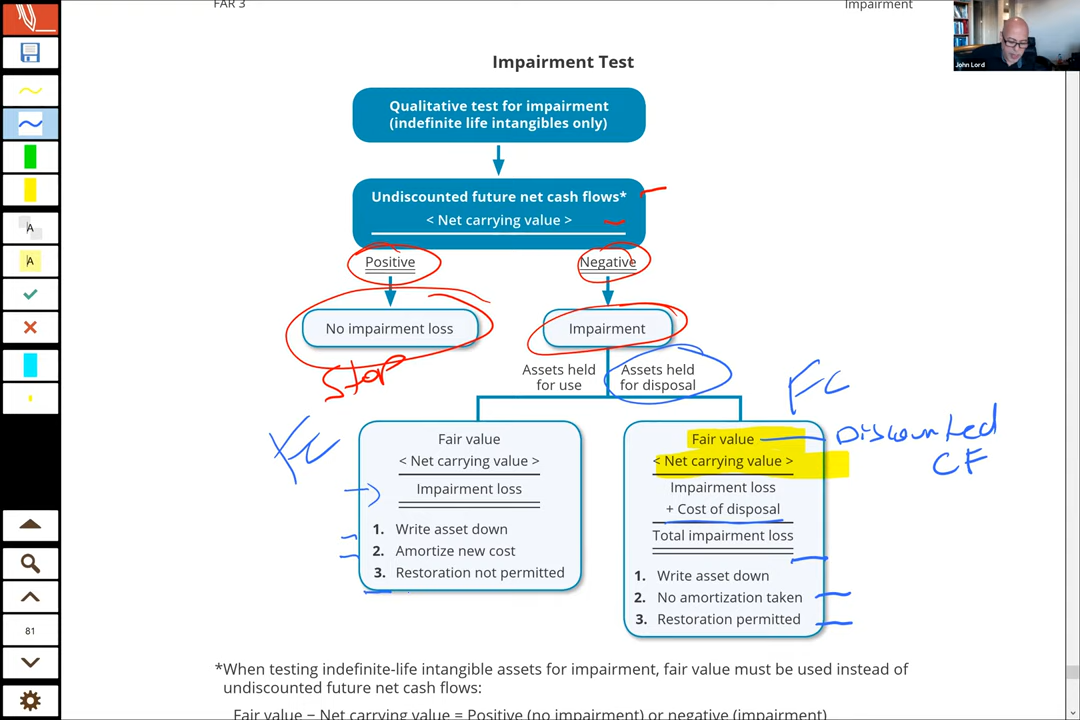 FAR 3
Impairment
John Lord
Impairment Test
Qualitative test for impairment
(indefinite life intangibles only)
Undiscounted future net cash flows*
< Net carrying value >
Positive
Negative
No impairment loss
Impairment
Stop
Assets held
for use
Assets held
for disposal
FC
FC
Fair value
< Net carrying value >
Impairment loss
1. Write asset down
2. Amortize new cost
3. Restoration not permitted
Fair value
Discounted
CF
< Net carrying value >
Impairment loss
+ Cost of disposal
Total impairment loss
1. Write asset down
2. No amortization taken
3. Restoration permitted
A
A
81
*When testing indefinite-life intangible assets for impairment, fair value must be used instead of
undiscounted future net cash flows:
Fair value − Net carrying value = Positive (no impairment) or negative (impairment)